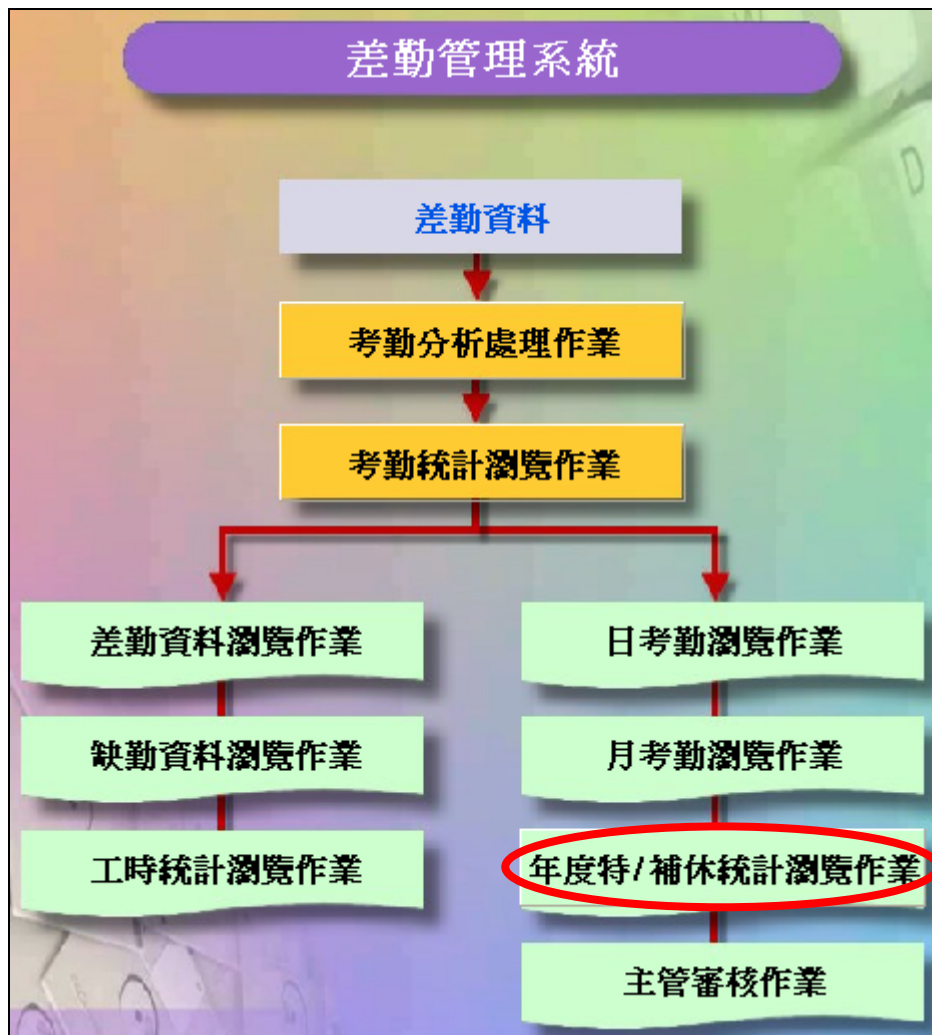 差勤管理系統
差勤資料
考勤分析處理作業
考勤統計瀏覽作業
差勤資料瀏覽作業
缺勤資料瀏覽作業
工時統計瀏覽作業
日考勤瀏覽作業
月考勤瀏覽作業
年度特/補休統計瀏覽作業
主管審核作業
D